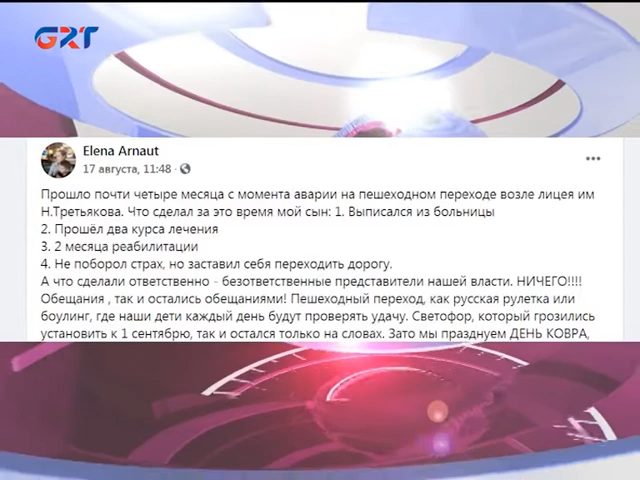 GRT
Elena Arnaut
17 августа, 11:48 ·
Прошло почти четыре месяца с момента аварии на пешеходном переходе возле лицея им
Н.Третьякова. Что сделал за это время мой сын: 1. Выписался из больницы
2. Прошёл два курса лечения
3. 2 месяца реабилитации
4. Не поборол страх, но заставил себя переходить дорогу.
А что сделали ответственно - безответственные представители нашей власти. НИЧЕГО!!!!
Обещания , так и остались обещаниями! Пешеходный переход, как русская рулетка или
боулинг, где наши дети каждый день будут проверять удачу. Светофор, который грозились
установить к 1 сентябрю, так и остался только на словах. Зато мы празднуем ДЕНЬ КОВРА,